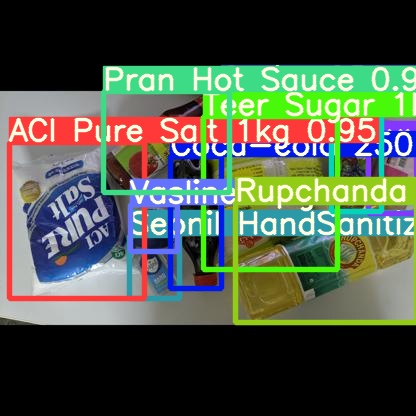 Pran Hot Sauce 0.9
Teer Sugar 1
ACI Pure Salt 1kg 0.95
Coca-cola 250
Vasline
Rupchanda
Sepnil HandSanitiz
ACI
PURE
Salt